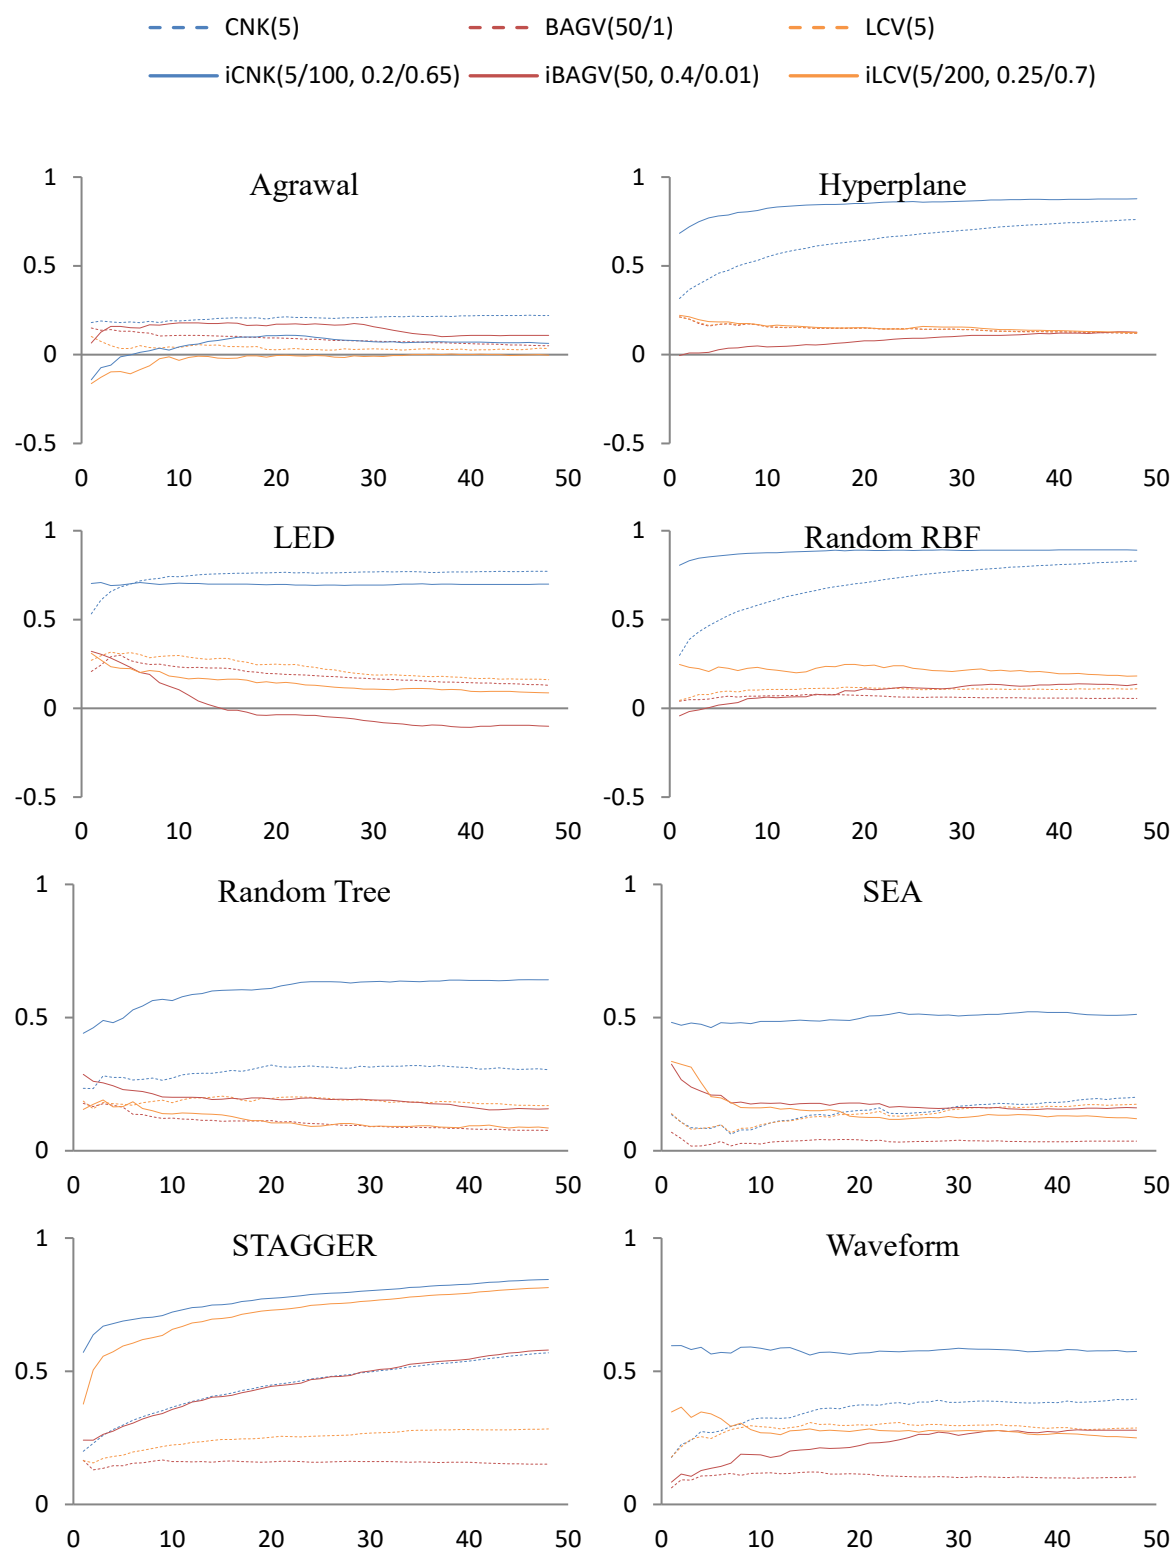 CNK(5) BAGV(50/1) LCV(5)
iCNK(5/100, 0.2/0.65) iBAGV(50, 0.4/0.01) iLCV(5/200, 0.25/0.7)
Agrawal
1
0.5
0
-0.5
0 10 20 30 40 50
Hyperplane
1
0.5
0
-0.5
0 10 20 30 40 50
LED
1
0.5
0
-0.5
0 10 20 30 40 50
Random RBF
1
0.5
0
-0.5
0 10 20 30 40 50
Random Tree
1
0.5
0
0 10 20 30 40 50
SEA
1
0.5
0
0 10 20 30 40 50
STAGGER
1
0.5
0
0 10 20 30 40 50
Waveform
1
0.5
0
0 10 20 30 40 50